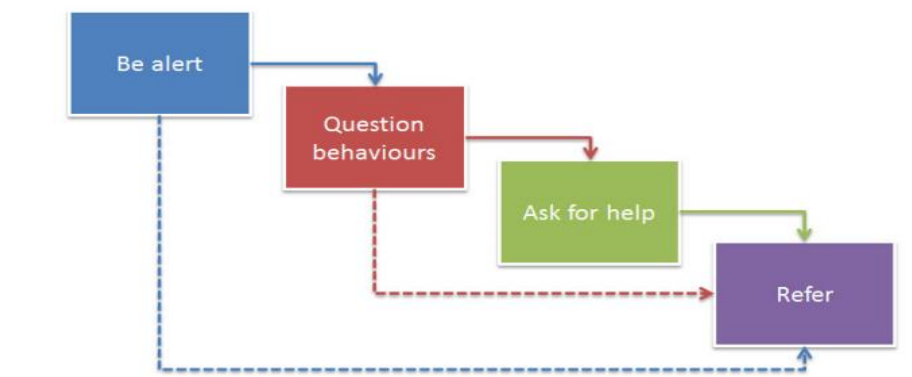 Be alert
Question
behaviours
Ask for help
Refer